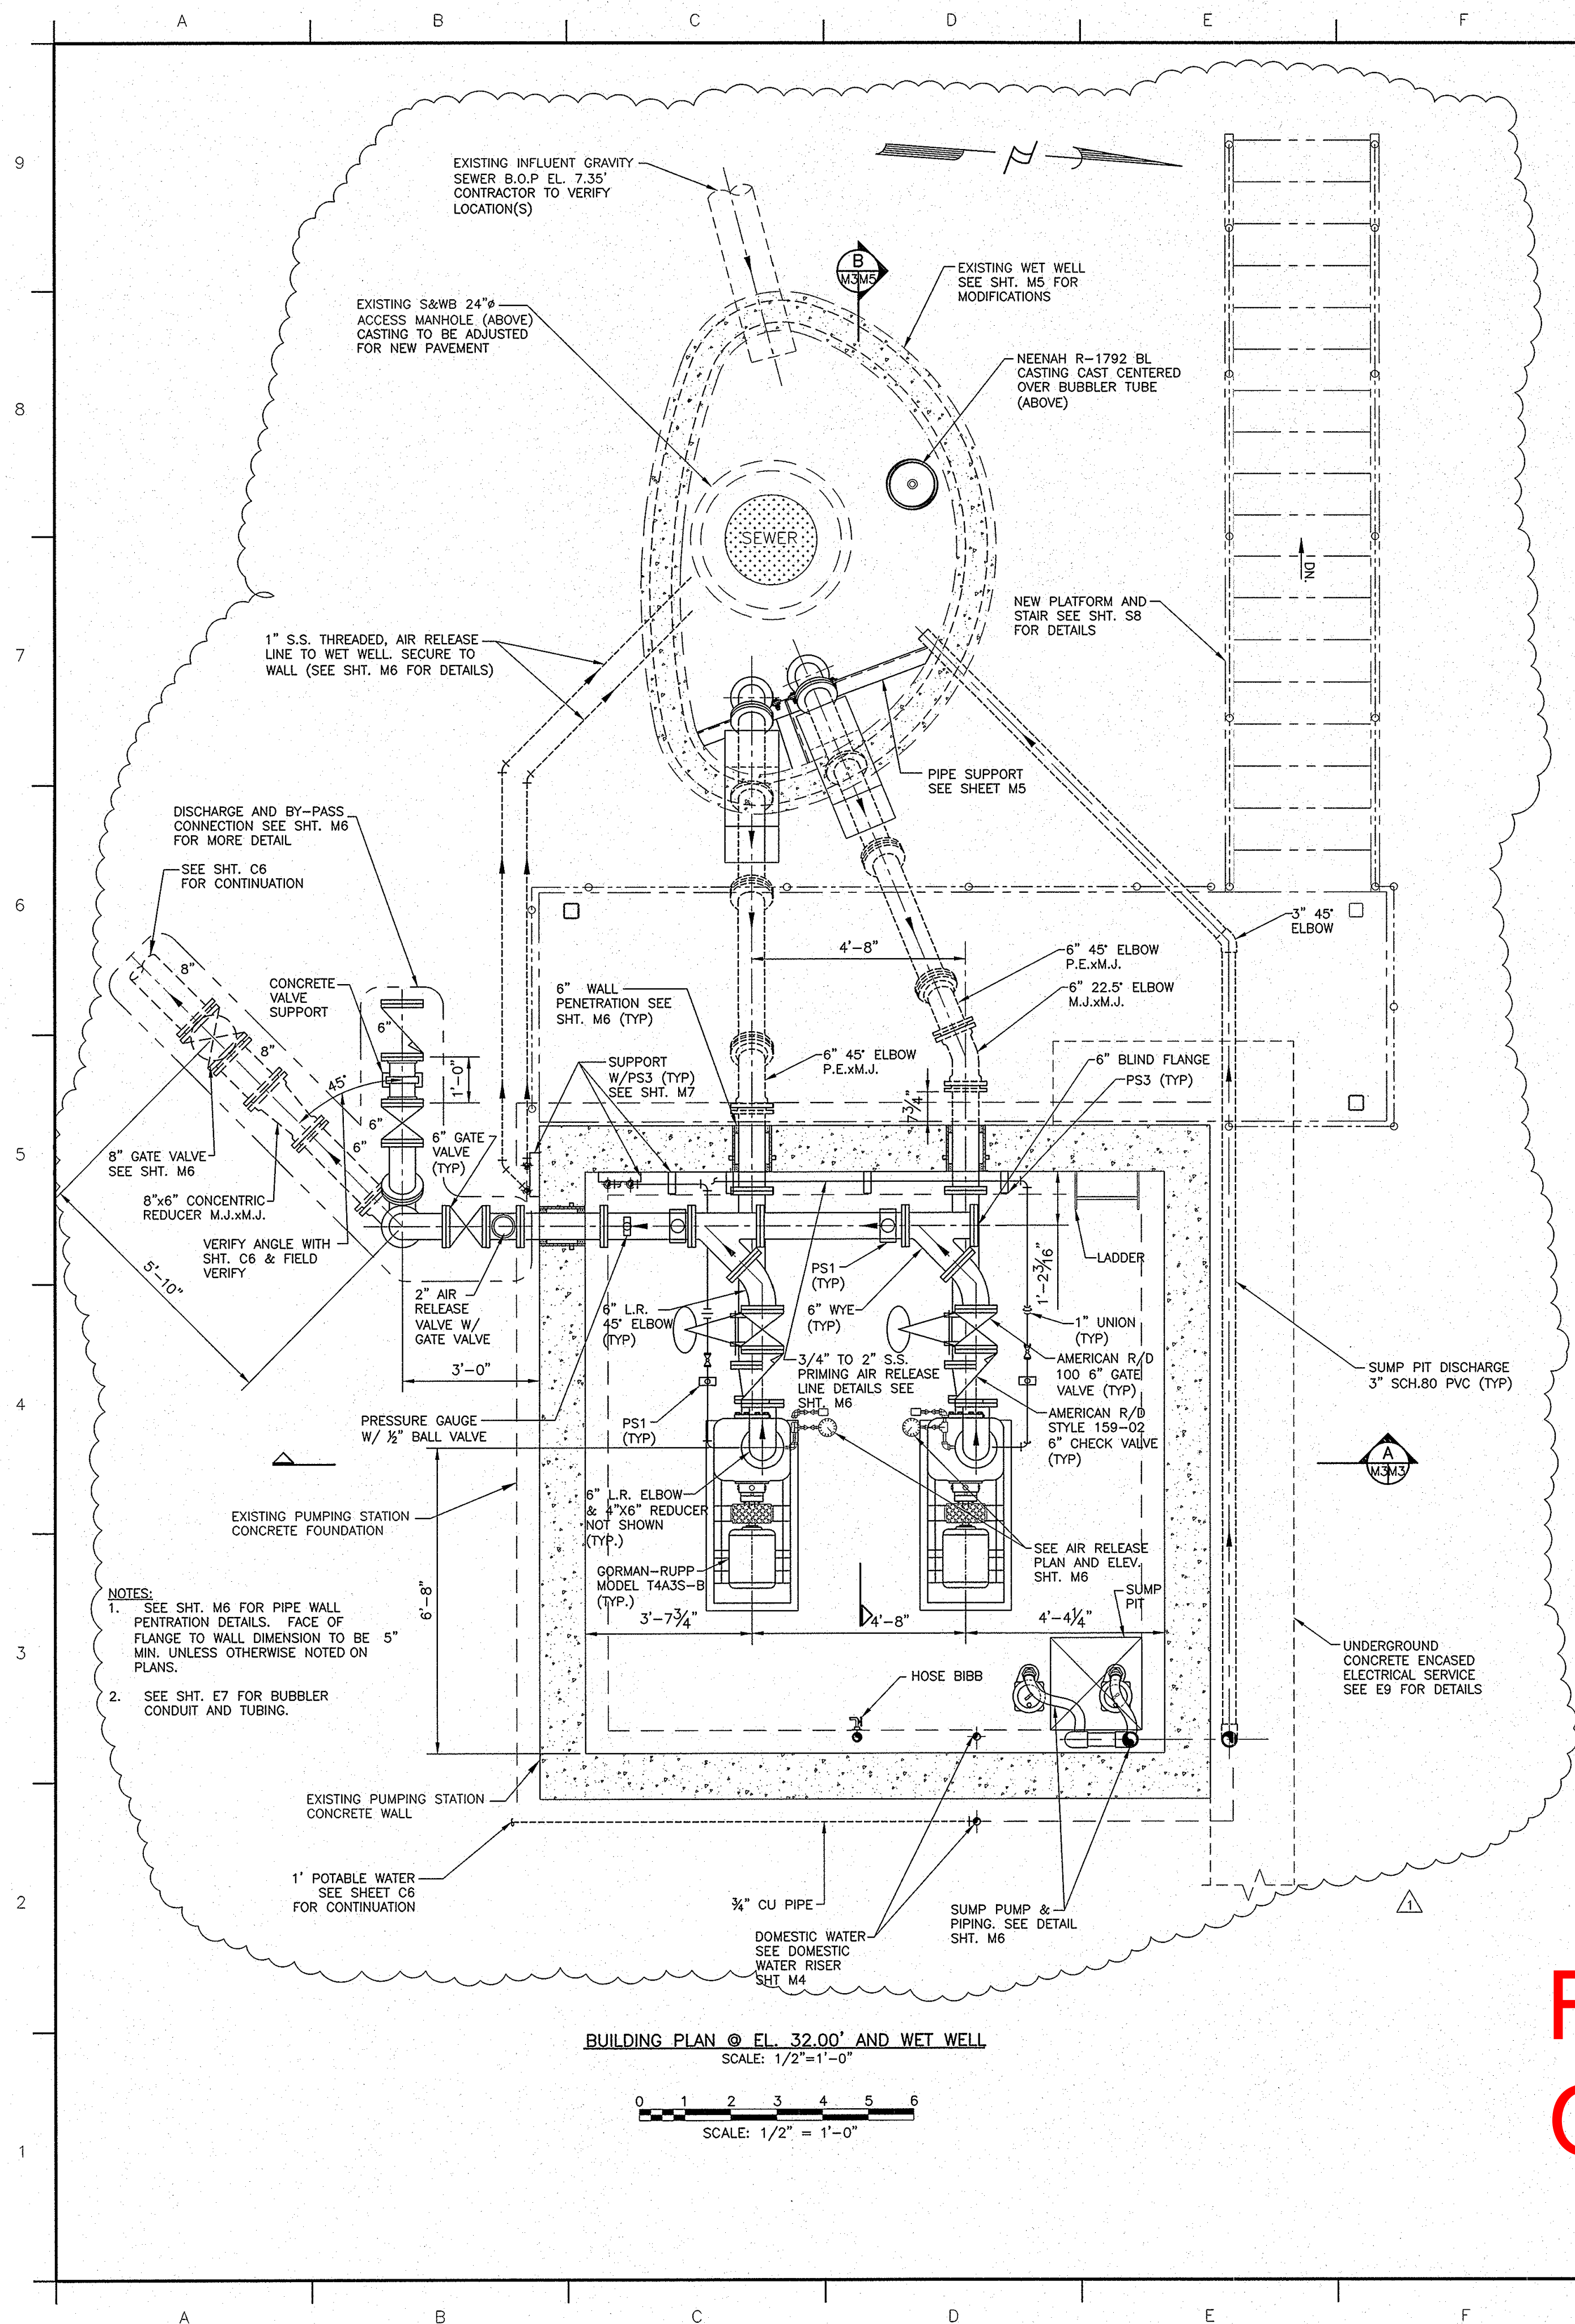 A B C D E F
9
EXISTING INFLUENT GRAVITY
SEWER B.O.P EL. 7.35'
CONTRACTOR TO VERIFY
LOCATION(S)
B
M3 M5
EXISTING WET WELL
SEE SHT. M5 FOR
MODIFICATIONS
EXISTING S&WB 24"ø
ACCESS MANHOLE (ABOVE)
CASTING TO BE ADJUSTED
FOR NEW PAVEMENT
NEENAH R-1792 BL
CASTING CAST CENTERED
OVER BUBBLER TUBE
(ABOVE)
8
SEWER
DN.
NEW PLATFORM AND
STAIR SEE SHT. S8
FOR DETAILS
1" S.S. THREADED, AIR RELEASE
LINE TO WET WELL. SECURE TO
WALL (SEE SHT. M6 FOR DETAILS)
7
PIPE SUPPORT
SEE SHEET M5
DISCHARGE AND BY-PASS
CONNECTION SEE SHT. M6
FOR MORE DETAIL
SEE SHT. C6
FOR CONTINUATION
6
3" 45°
ELBOW
4'-8"
6" 45° ELBOW
P.E.xM.J.
8"
CONCRETE
VALVE
SUPPORT
6" WALL
PENETRATION SEE
SHT. M6 (TYP)
6" 22.5° ELBOW
M.J.xM.J.
6"
8"
6" 45° ELBOW
P.E.xM.J.
6" BLIND FLANGE
SUPPORT
W/PS3 (TYP)
SEE SHT. M7
PS3 (TYP)
45°
1'-0"
7 3/4"
6"
6"
6" GATE
VALVE
(TYP)
5
8" GATE VALVE
SEE SHT. M6
8"x6" CONCENTRIC
REDUCER M.J.xM.J.
VERIFY ANGLE WITH
SHT. C6 & FIELD
VERIFY
5'-10"
LADDER
PS1
(TYP)
1'-2 3/16"
2" AIR
RELEASE
VALVE W/
GATE VALVE
6" L.R.
45° ELBOW
(TYP)
6" WYE
(TYP)
1" UNION
(TYP)
3'-0"
3/4" TO 2" S.S.
PRIMING AIR RELEASE
LINE DETAILS SEE
SHT. M6
AMERICAN R/D
100 6" GATE
VALVE (TYP)
SUMP PIT DISCHARGE
3" SCH.80 PVC (TYP)
4
PRESSURE GAUGE
W/ ½" BALL VALVE
PS1
(TYP)
AMERICAN R/D
STYLE 159-02
6" CHECK VALVE
(TYP)
A
M3 M3
6" L.R. ELBOW
& 4"X6" REDUCER
NOT SHOWN
(TYP.)
EXISTING PUMPING STATION
CONCRETE FOUNDATION
SEE AIR RELEASE
PLAN AND ELEV.
SHT. M6
GORMAN-RUPP
MODEL T4A3S-B
(TYP.)
SUMP
PIT
6'-8"
3'-7¾" 4'-8" 4'-4¼"
NOTES:
1. SEE SHT. M6 FOR PIPE WALL
PENTRATION DETAILS. FACE OF
FLANGE TO WALL DIMENSION TO BE 5"
MIN. UNLESS OTHERWISE NOTED ON
PLANS.
2. SEE SHT. E7 FOR BUBBLER
CONDUIT AND TUBING.
3
UNDERGROUND
CONCRETE ENCASED
ELECTRICAL SERVICE
SEE E9 FOR DETAILS
HOSE BIBB
EXISTING PUMPING STATION
CONCRETE WALL
1' POTABLE WATER
SEE SHEET C6
FOR CONTINUATION
2
¾" CU PIPE
DOMESTIC WATER
SEE DOMESTIC
WATER RISER
SHT M4
SUMP PUMP &
PIPING. SEE DETAIL
SHT. M6
1
BUILDING PLAN @ EL. 32.00' AND WET WELL
SCALE: 1/2"=1'-0"
0 1 2 3 4 5 6
SCALE: 1/2" = 1'-0"
1
A B C D E F